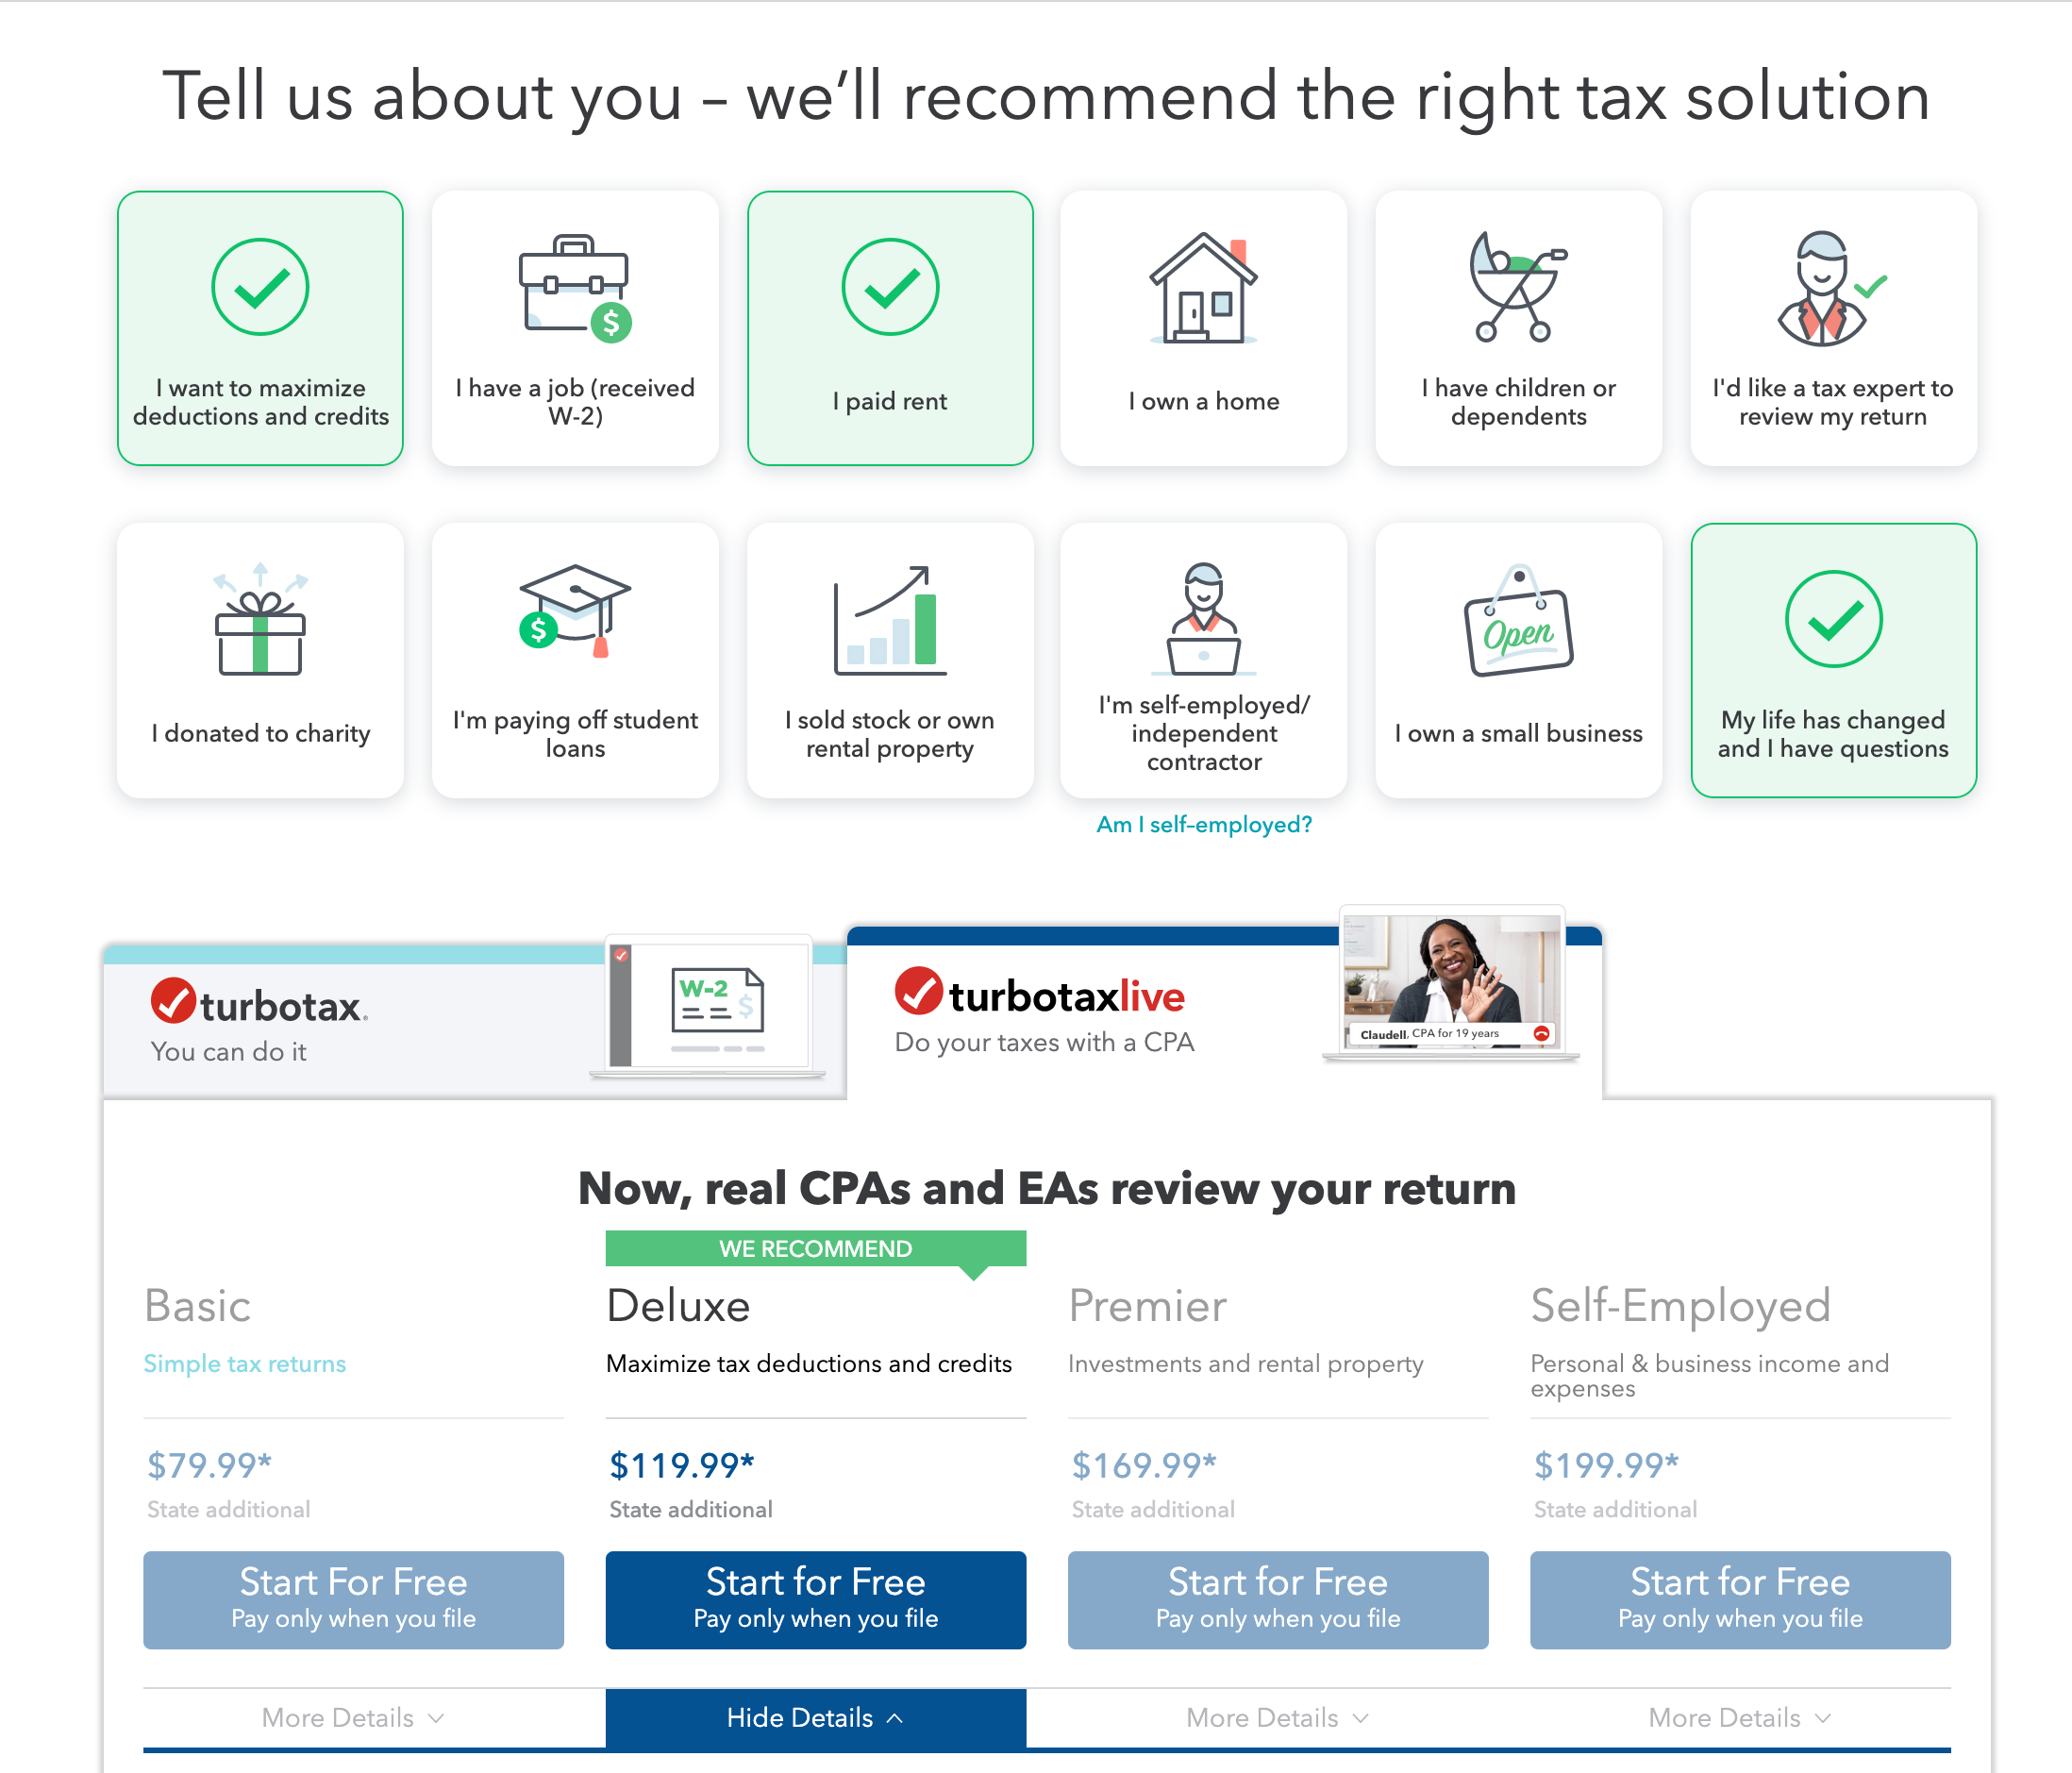 Tell us about you – we’ll recommend the right tax solution
I want to maximize
deductions and credits
$
I have a job (received
W-2)
I paid rent
I own a home
I have children or
dependents
I'd like a tax expert to
review my return
I donated to charity
$
I'm paying off student
loans
I sold stock or own
rental property
I'm self-employed/
independent
contractor
Am I self-employed?
Open
I own a small business
My life has changed
and I have questions
turbotax.
You can do it
W-2
$
turbotaxlive
Do your taxes with a CPA
Claudell, CPA for 19 years
Now, real CPAs and EAs review your return
WE RECOMMEND
Basic
Simple tax returns
$79.99*
State additional
Start For Free
Pay only when you file
More Details
Deluxe
Maximize tax deductions and credits
$119.99*
State additional
Start for Free
Pay only when you file
Hide Details
Premier
Investments and rental property
$169.99*
State additional
Start for Free
Pay only when you file
More Details
Self-Employed
Personal & business income and
expenses
$199.99*
State additional
Start for Free
Pay only when you file
More Details